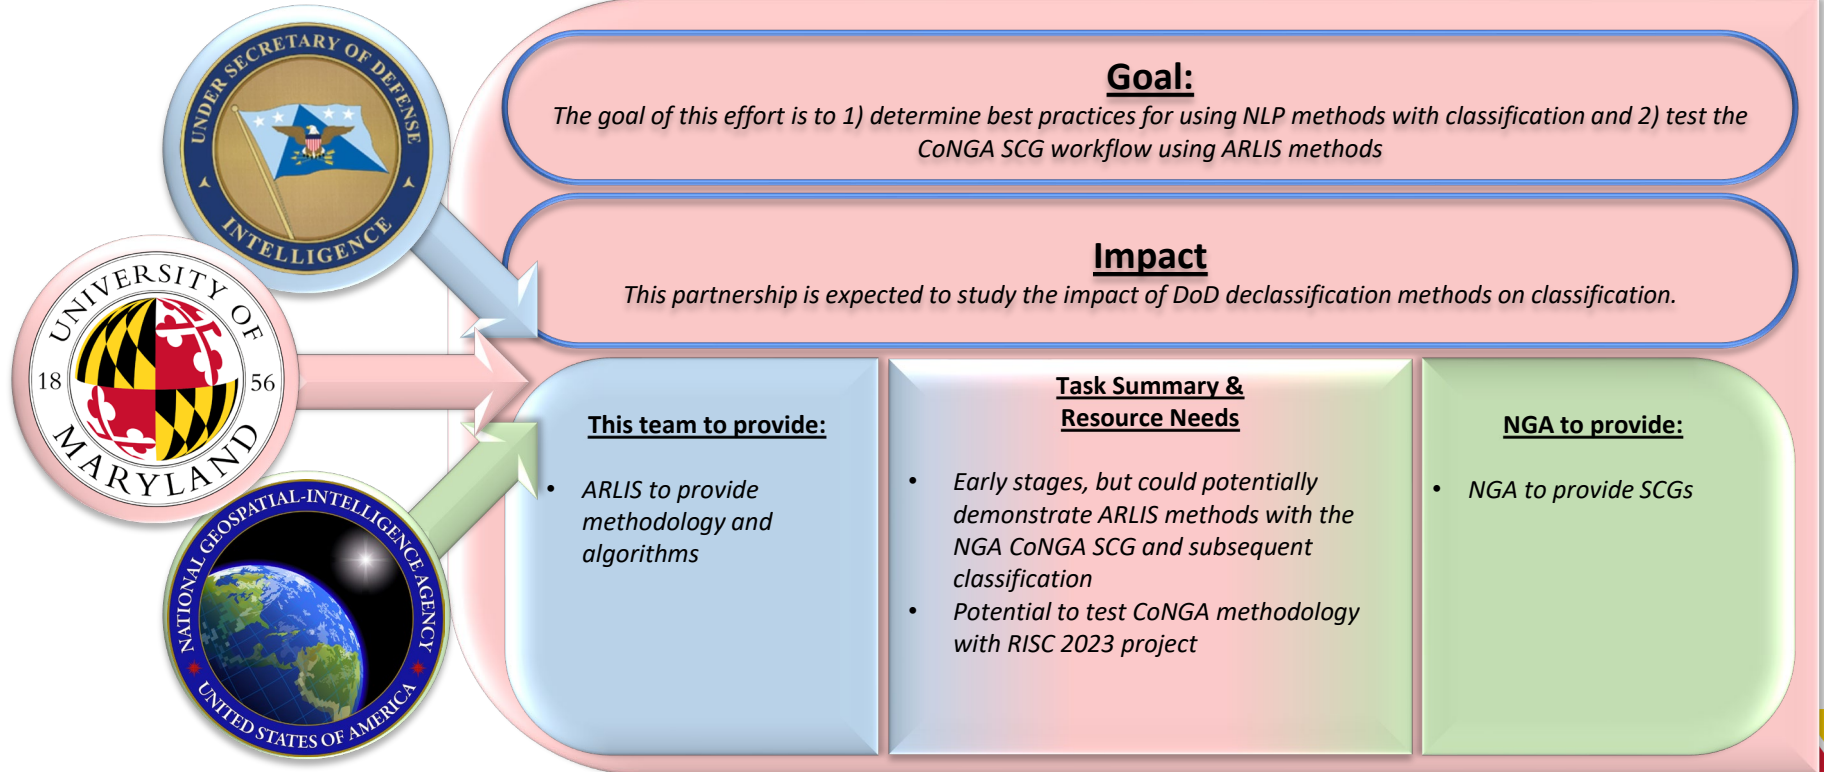 UNDER SECRETARY OF DEFENSE
INTELLIGENCE
UNIVERSITY OF
18 56
MARYLAND
NATIONAL GEOSPATIAL-INTELLIGENCE AGENCY
UNITED STATES OF AMERICA
Goal:
The goal of this effort is to 1) determine best practices for using NLP methods with classification and 2) test the
CoNGA SCG workflow using ARLIS methods
Impact
This partnership is expected to study the impact of DoD declassification methods on classification.
This team to provide:
• ARLIS to provide
methodology and
algorithms
Task Summary &
Resource Needs
• Early stages, but could potentially
demonstrate ARLIS methods with the
NGA CoNGA SCG and subsequent
classification
• Potential to test CoNGA methodology
with RISC 2023 project
NGA to provide:
• NGA to provide SCGs